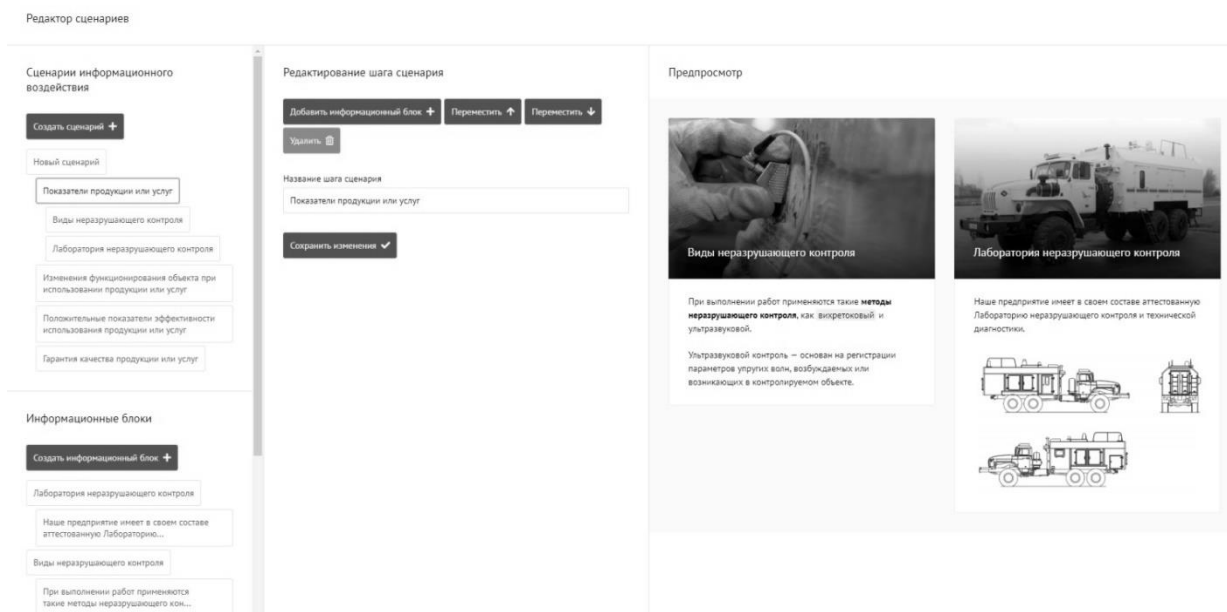 Редактор сценариев
Сценарии информационного
воздействия
Создать сценарий
Новый сценарий
Показатели продукции или услуг
Виды неразрушающего контроля
Лаборатория неразрушающего контроля
Изменения функционирования объекта при
использовании продукции или услуг
Положительные показатели эффективности
использования продукции или услуг
Гарантия качества продукции или услуг
Информационные блоки
Создать информационный блок
Лаборатория неразрушающего контроля
Наше предприятие имеет в своем составе
аттестованную Лабораторию...
Виды неразрушающего контроля
При выполнении работ применяются
такие методы неразрушающего кон...
Редактирование шага сценария
Добавить информационный блок
Переместить
Переместить
Удалить
Название шага сценария
Показатели продукции или услуг
Сохранить изменения
Предпросмотр
Виды неразрушающего контроля
При выполнении работ применяются такие методы
неразрушающего контроля, как вихретоковый и
ультразвуковой.
Ультразвуковой контроль — основан на регистрации
параметров упругих волн, возбуждаемых или
возникающих в контролируемом объекте.
Лаборатория неразрушающего контроля
Наше предприятие имеет в своем составе аттестованную
Лабораторию неразрушающего контроля и технической
диагностики.